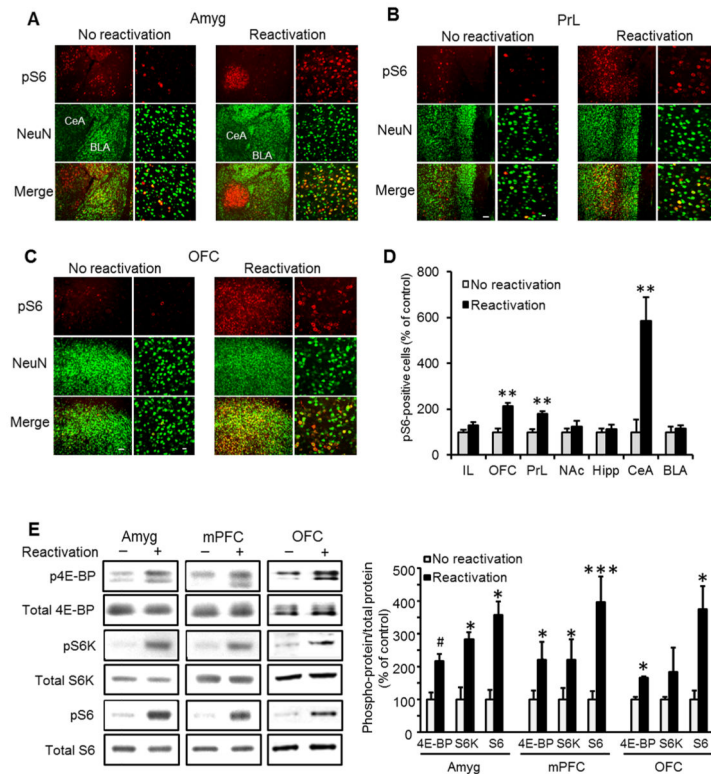 A
Amyg
No reactivation
Reactivation
pS6
NeuN
CeA
BLA
CeA
BLA
Merge
B
PrL
No reactivation
Reactivation
pS6
NeuN
Merge
C
OFC
No reactivation
Reactivation
pS6
NeuN
Merge
D
pS6-positive cells (% of control)
800
600
400
200
0
No reactivation
Reactivation
** ** **
IL OFC PrL NAc Hipp CeA BLA
E
Amyg mPFC OFC
Reactivation − + − + − +
p4E-BP
Total 4E-BP
pS6K
Total S6K
pS6
Total S6
Phospho-protein/total protein
(% of control)
500
400
300
200
100
0
No reactivation
Reactivation
# * * * * *** * *
4E-BP S6K S6 4E-BP S6K S6 4E-BP S6K S6
Amyg mPFC OFC